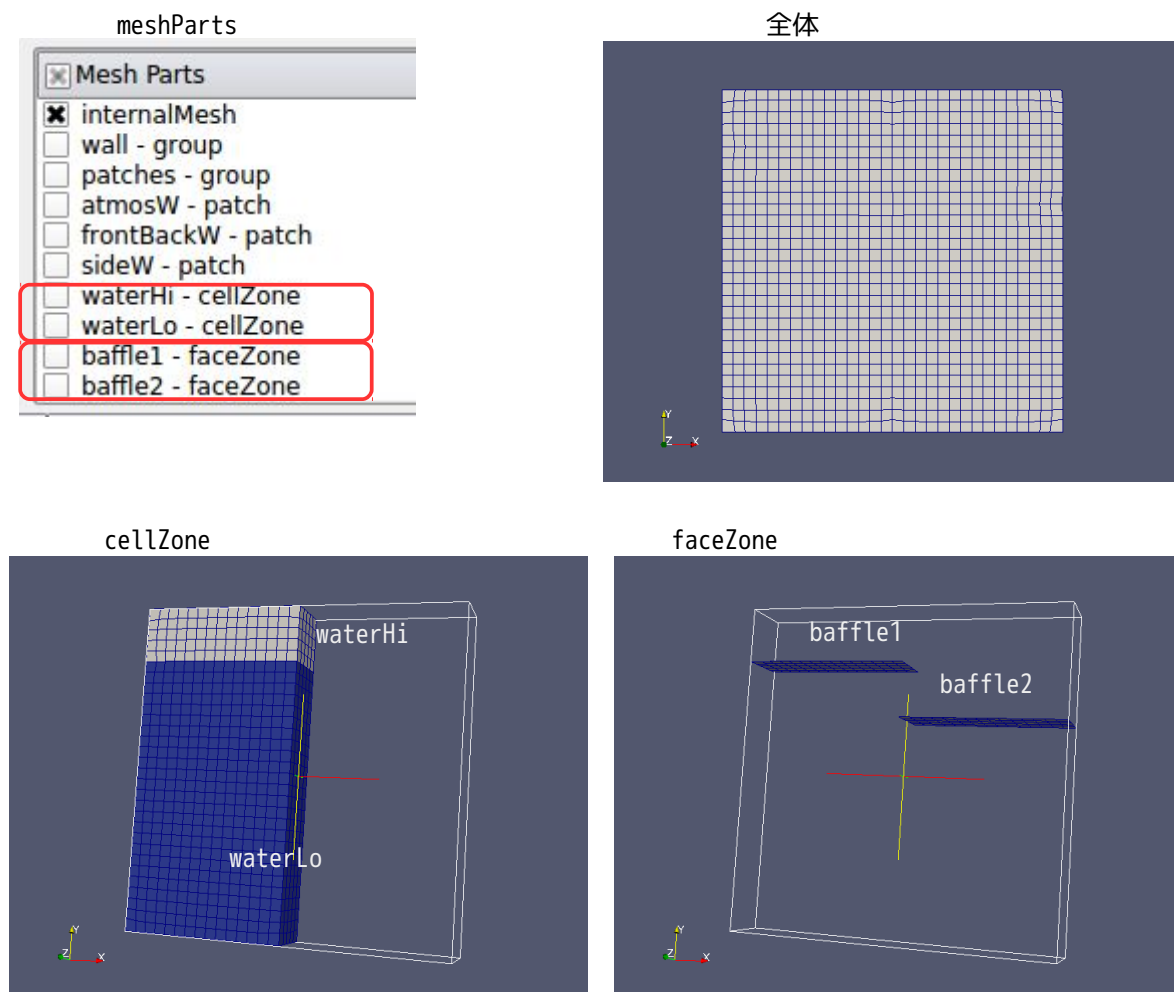 meshParts
全体
Mesh Parts
internalMesh
wall - group
patches - group
atmosW - patch
frontBackW - patch
sideW - patch
waterHi - cellZone
waterLo - cellZone
baffle1 - faceZone
baffle2 - faceZone
Y
Z
X
cellZone
faceZone
waterHi
waterLo
Y
Z
X
baffle1
baffle2
Y
Z
X